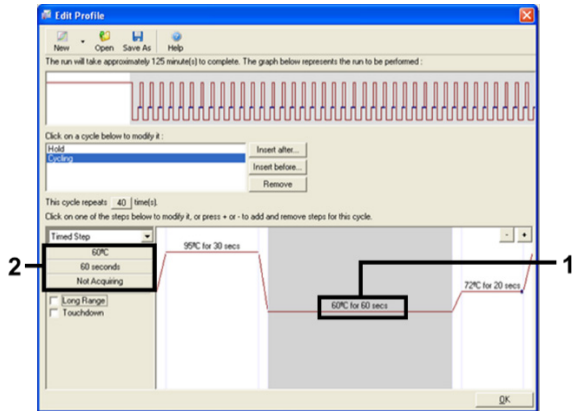 Edit Profile
New Open Save As Help
The run will take approximately 125 minute(s) to complete. The graph below represents the run to be performed :
Click on a cycle below to modify it :
Hold
Cycling
Insert after...
Insert before...
Remove
This cycle repeats 40 time(s).
Click on one of the steps below to modify it, or press + or - to add and remove steps for this cycle.
Timed Step
- +
60ºC
60 seconds
Not Acquiring
Long Range
Touchdown
95ºC for 30 secs
60ºC for 60 secs
72ºC for 20 secs
1
2
OK